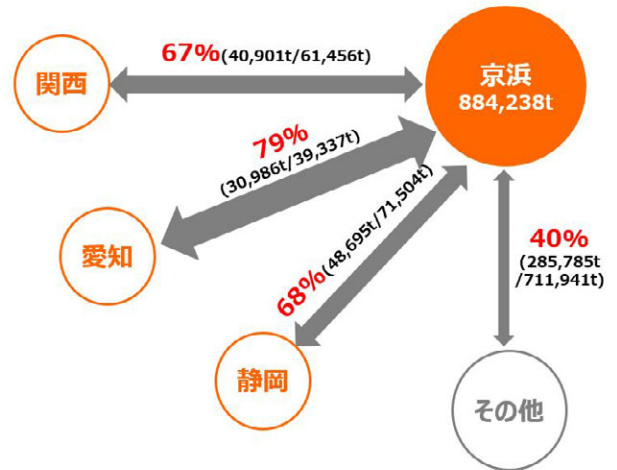 67%(40,901t/61,456t)
関西
京浜
884,238t
79%
(30,986t/39,337t)
愛知
68%(48,695t/71,504t)
静岡
40%
(285,785t
/711,941t)
その他